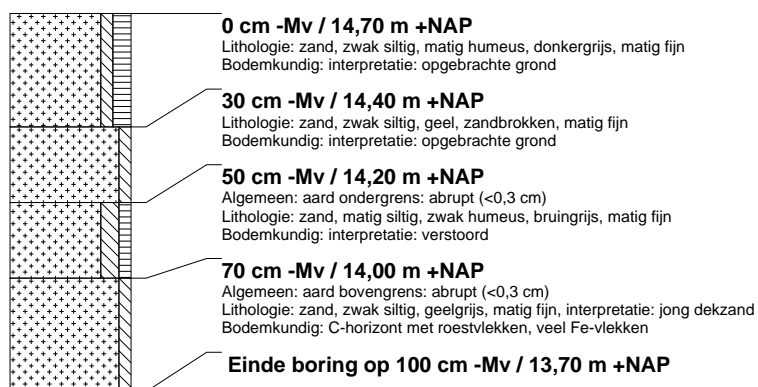 0 cm -Mv / 14,70 m +NAP
Lithologie: zand, zwak siltig, matig humeus, donkergrijs, matig fijn
Bodemkundig: interpretatie: opgebrachte grond
30 cm -Mv / 14,40 m +NAP
Lithologie: zand, zwak siltig, geel, zandbrokken, matig fijn
Bodemkundig: interpretatie: opgebrachte grond
50 cm -Mv / 14,20 m +NAP
Algemeen: aard ondergrens: abrupt (<0,3 cm)
Lithologie: zand, matig siltig, zwak humeus, bruingrijs, matig fijn
Bodemkundig: interpretatie: verstoord
70 cm -Mv / 14,00 m +NAP
Algemeen: aard bovengrens: abrupt (<0,3 cm)
Lithologie: zand, zwak siltig, geelgrijs, matig fijn, interpretatie: jong dekzand
Bodemkundig: C-horizont met roestvlekken, veel Fe-vlekken
Einde boring op 100 cm -Mv / 13,70 m +NAP